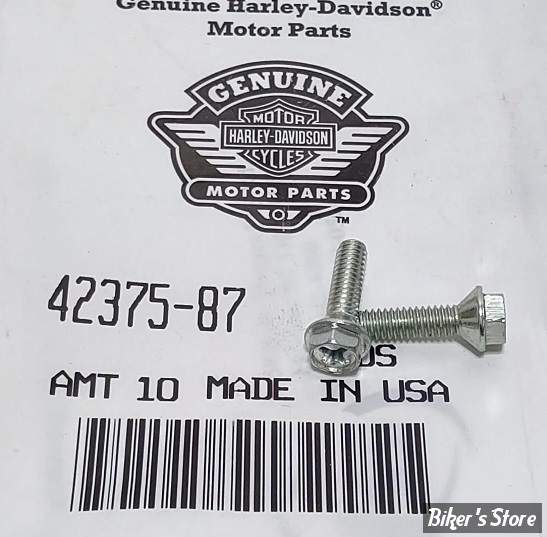 Genuine Harley-Davidson®
Motor Parts
GENUINE
MOTOR
HARLEY-DAVIDSON
CYCLES
MOTOR PARTS
TM
42375-87
AMT 10 MADE IN USA
Biker's Store